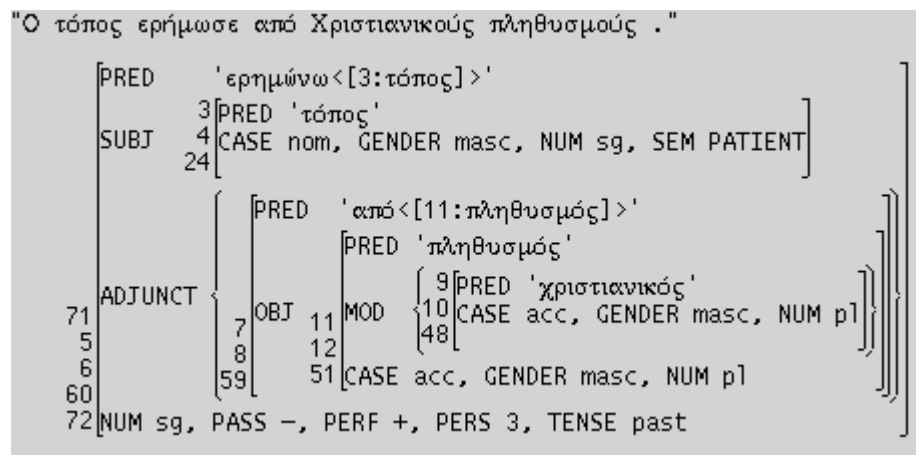 "Ο τόπος ερήμωσε από Χριστιανικούς πληθυσμούς ."
PRED 'ερημώνω<[3:τόπος]>'
3 PRED 'τόπος'
SUBJ 4 CASE nom, GENDER masc, NUM sg, SEM PATIENT
24
PRED 'από<[11:πληθυσμός]>'
PRED 'πληθυσμός'
9 PRED 'χριστιανικός'
ADJUNCT
71 7 OBJ 11 MOD 10 CASE acc, GENDER masc, NUM pl
5 8 12 48
6 59 51 CASE acc, GENDER masc, NUM pl
60
72 NUM sg, PASS –, PERF +, PERS 3, TENSE past